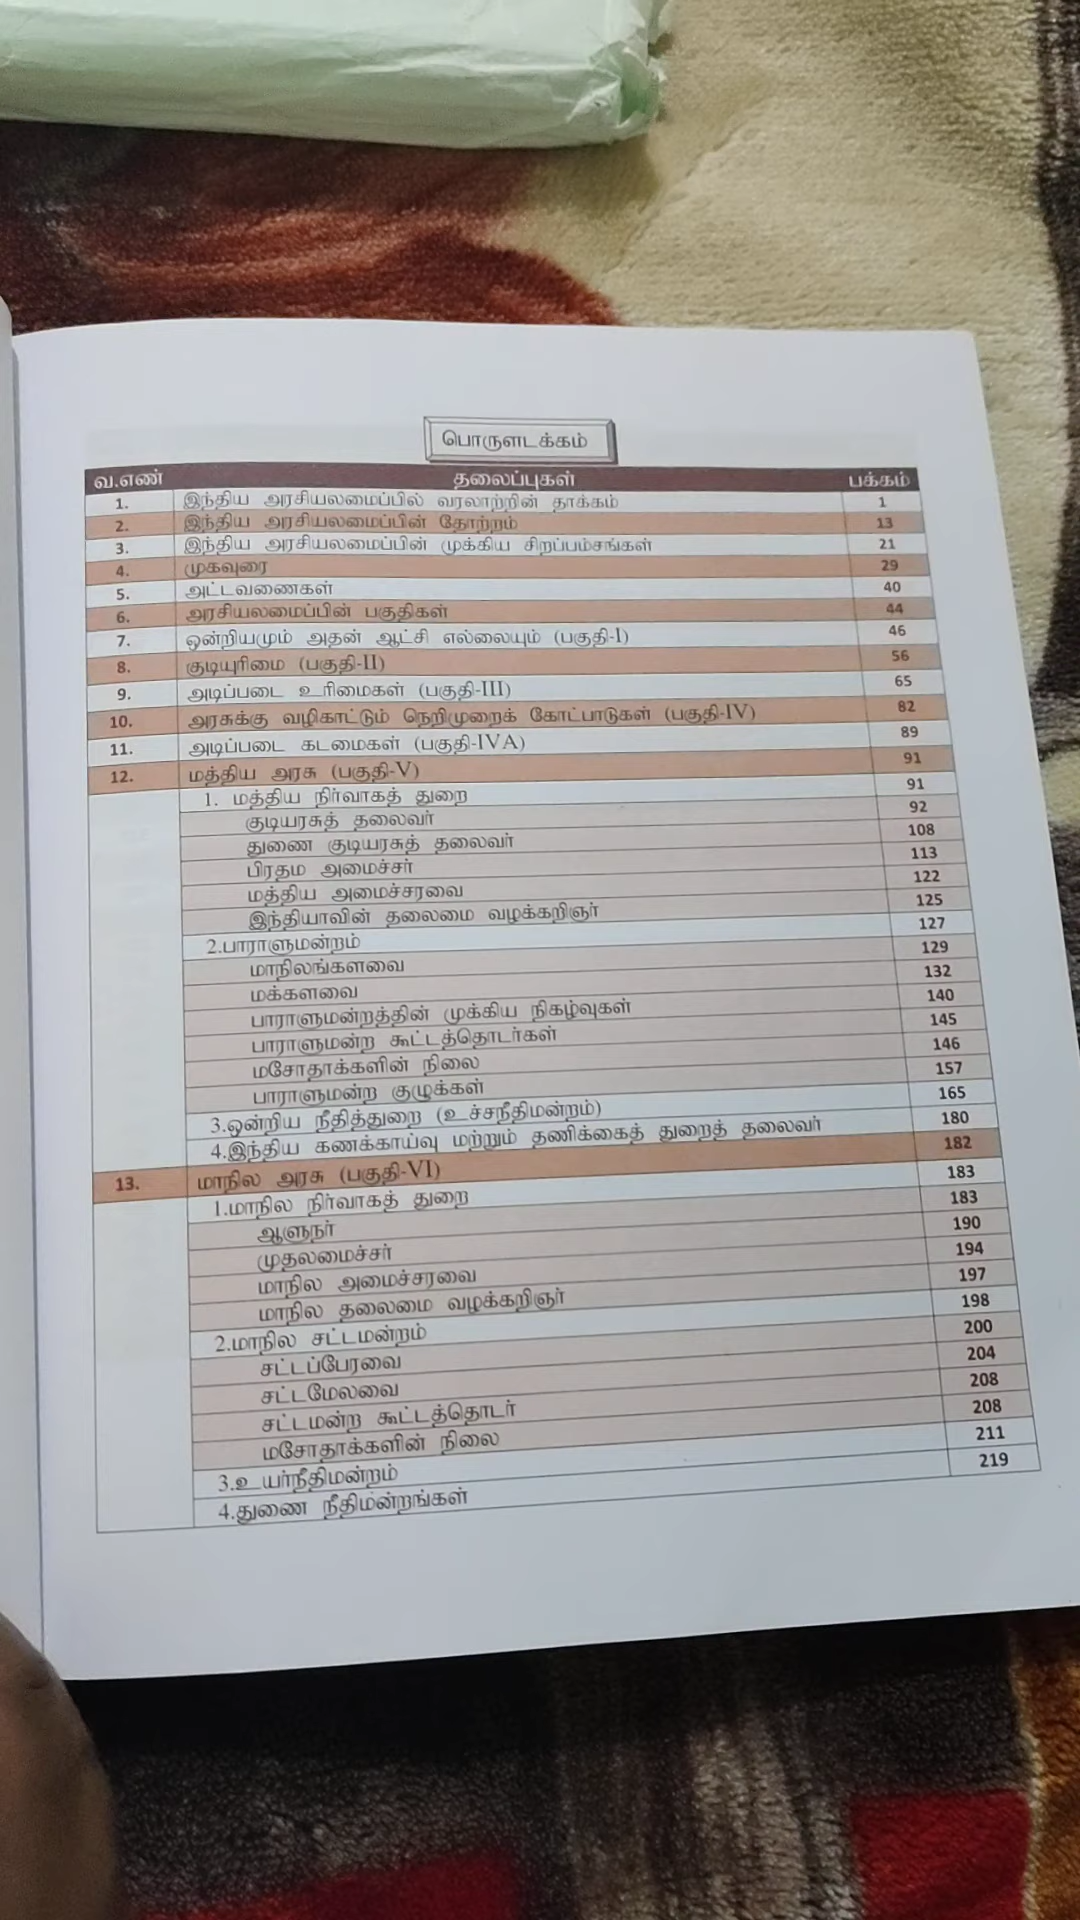 பொருளடக்கம்
வ.எண் தலைப்புகள் பக்கம்
1. இந்திய அரசியலமைப்பில் வரலாற்றின் தாக்கம் 1
2. இந்திய அரசியலமைப்பின் தோற்றம் 13
3. இந்திய அரசியலமைப்பின் முக்கிய சிறப்பம்சங்கள் 21
4. முகவுரை 29
5. அட்டவணைகள் 40
6. அரசியலமைப்பின் பகுதிகள் 44
7. ஒன்றியமும் அதன் ஆட்சி எல்லையும் (பகுதி-I) 46
8. குடியுரிமை (பகுதி-II) 56
9. அடிப்படை உரிமைகள் (பகுதி-III) 65
10. அரசுக்கு வழிகாட்டும் நெறிமுறைக் கோட்பாடுகள் (பகுதி-IV) 82
11. அடிப்படை கடமைகள் (பகுதி-IVA) 89
12. மத்திய அரசு (பகுதி-V) 91
1. மத்திய நிர்வாகத் துறை 91
குடியரசுத் தலைவர் 92
துணை குடியரசுத் தலைவர் 108
பிரதம அமைச்சர் 113
மத்திய அமைச்சரவை 122
இந்தியாவின் தலைமை வழக்கறிஞர் 125
2.பாராளுமன்றம் 127
மாநிலங்களவை 129
மக்களவை 132
பாராளுமன்றத்தின் முக்கிய நிகழ்வுகள் 140
பாராளுமன்ற கூட்டத்தொடர்கள் 145
மசோதாக்களின் நிலை 146
பாராளுமன்ற குழுக்கள் 157
3.ஒன்றிய நீதித்துறை (உச்சநீதிமன்றம்) 165
4.இந்திய கணக்காய்வு மற்றும் தணிக்கைத் துறைத் தலைவர் 180
13. மாநில அரசு (பகுதி-VI) 182
1.மாநில நிர்வாகத் துறை 183
ஆளுநர் 183
முதலமைச்சர் 190
மாநில அமைச்சரவை 194
மாநில தலைமை வழக்கறிஞர் 197
2.மாநில சட்டமன்றம் 198
சட்டப்பேரவை 200
சட்டமேலவை 204
சட்டமன்ற கூட்டத்தொடர் 208
மசோதாக்களின் நிலை 208
3.உயர்நீதிமன்றம் 211
4.துணை நீதிமன்றங்கள் 219